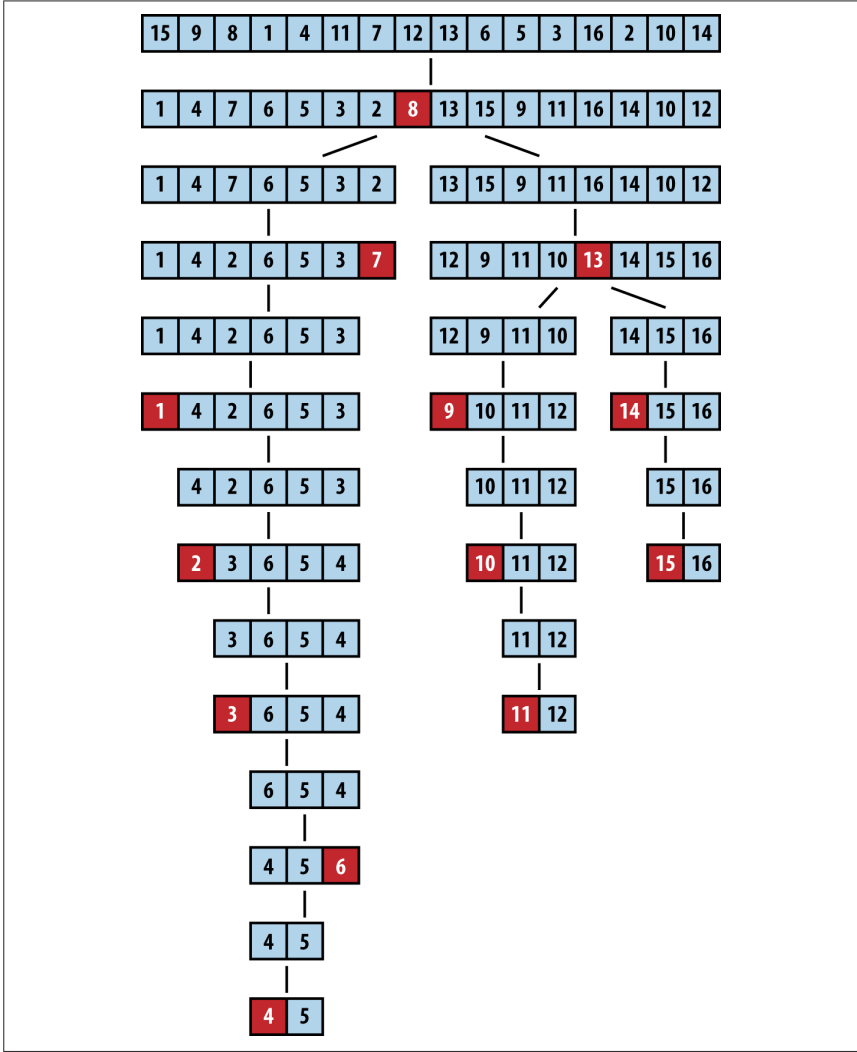 15 9 8 1 4 11 7 12 13 6 5 3 16 2 10 14
1 4 7 6 5 3 2 8 13 15 9 11 16 14 10 12
1 4 7 6 5 3 2 13 15 9 11 16 14 10 12
1 4 2 6 5 3 7 12 9 11 10 13 14 15 16
1 4 2 6 5 3 12 9 11 10 14 15 16
1 4 2 6 5 3 9 10 11 12 14 15 16
4 2 6 5 3 10 11 12 15 16
2 3 6 5 4 10 11 12 15 16
3 6 5 4 11 12
3 6 5 4 11 12
6 5 4
4 5 6
4 5
4 5